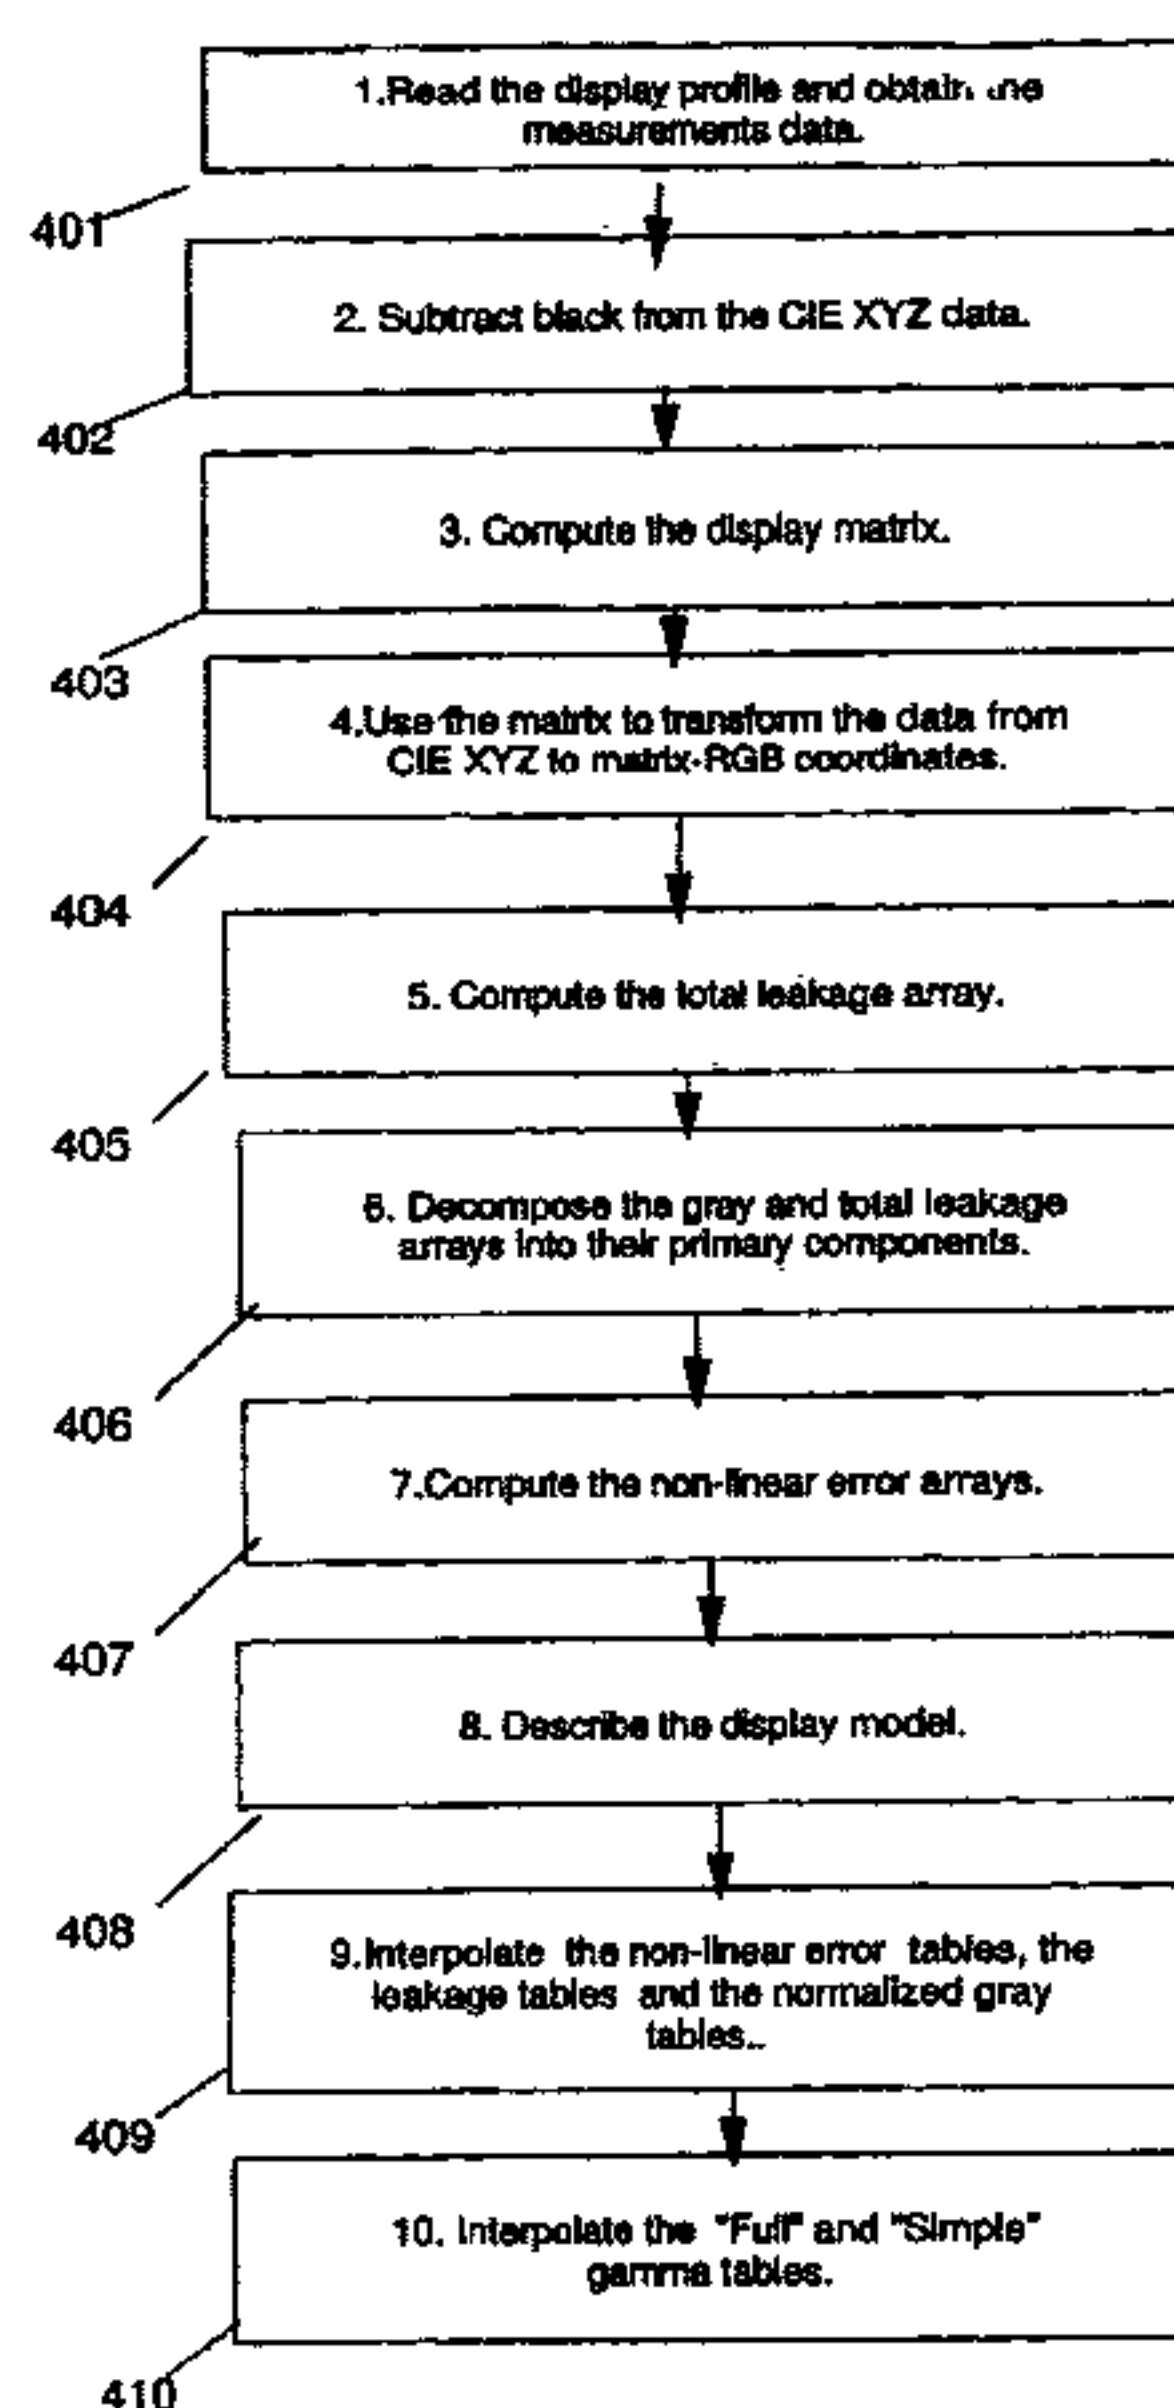 1.Read the display profile and obtain the
measurements data.
401
2. Subtract black from the CIE XYZ data.
402
3. Compute the display matrix.
403
4.Use the matrix to transform the data from
CIE XYZ to matrix-RGB coordinates.
404
5. Compute the total leakage array.
405
6. Decompose the gray and total leakage
arrays into their primary components.
406
7.Compute the non-linear error arrays.
407
8. Describe the display model.
408
9.Interpolate the non-linear error tables, the
leakage tables and the normalized gray
tables..
409
10. Interpolate the "Full" and "Simple"
gamma tables.
410